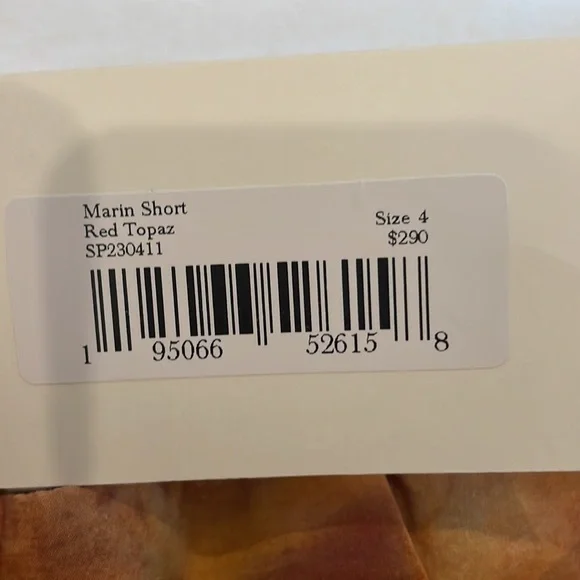 Marin Short
Red Topaz
SP230411
Size 4
$290
1 95066 52615 8